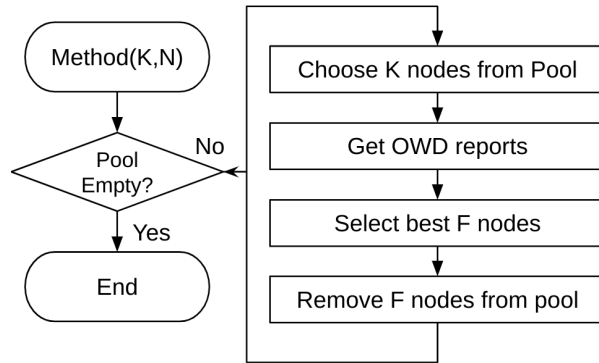 Method(K,N)
Pool
Empty?
No
Yes
End
Choose K nodes from Pool
Get OWD reports
Select best F nodes
Remove F nodes from pool